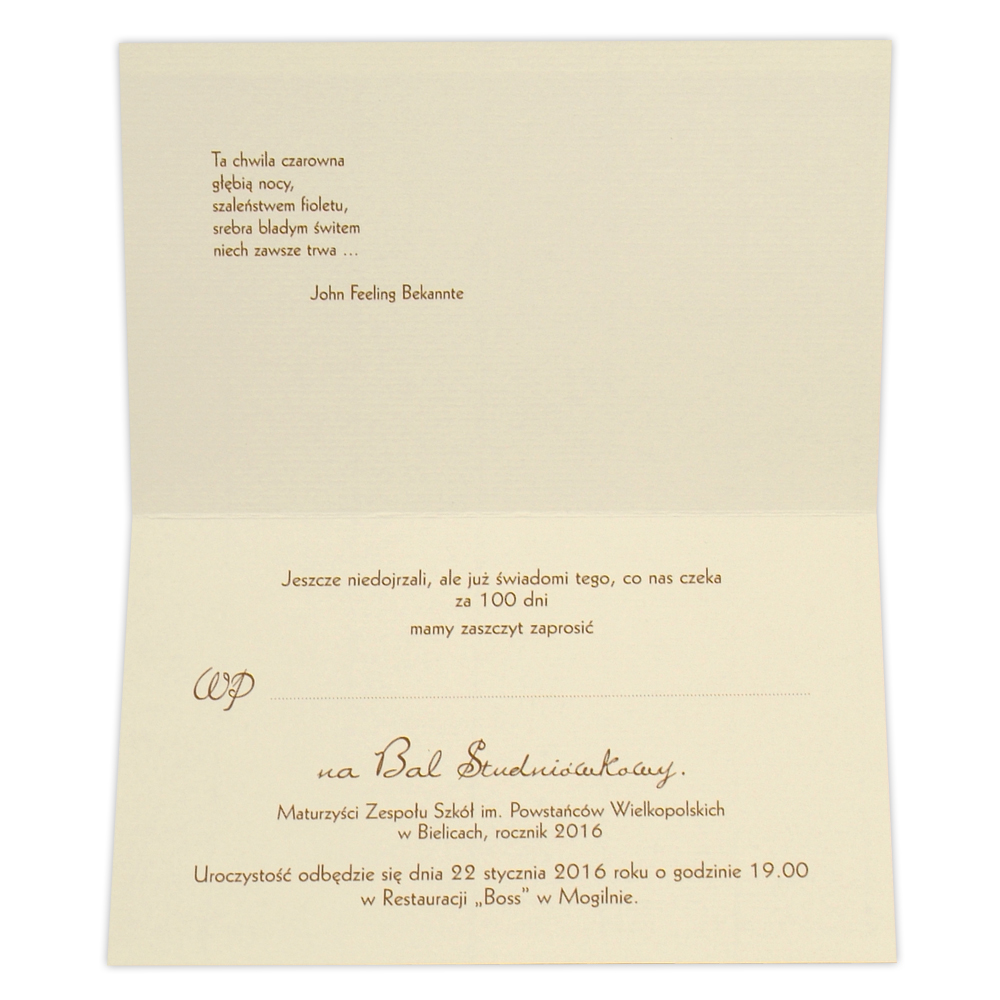 Ta chwila czarowna
głębią nocy,
szaleństwem fioletu,
srebra bladym świtem
niech zawsze trwa ...
John Feeling Bekannte
Jeszcze niedojrzali, ale już świadomi tego, co nas czeka
za 100 dni
mamy zaszczyt zaprosić
WP ................................................................
na Bal Studniówkowy.
Maturzyści Zespołu Szkół im. Powstańców Wielkopolskich
w Bielicach, rocznik 2016
Uroczystość odbędzie się dnia 22 stycznia 2016 roku o godzinie 19.00
w Restauracji „Boss” w Mogilnie.